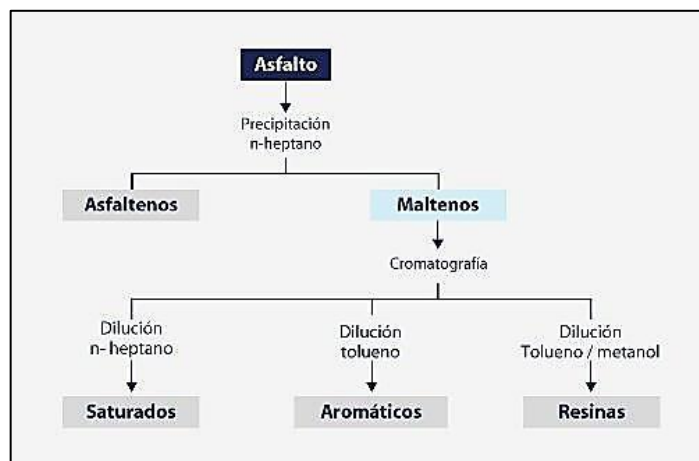 Asfalto
Precipitación
n-heptano
Asfaltenos
Maltenos
Cromatografía
Dilución
n- heptano
Dilución
tolueno
Dilución
Tolueno / metanol
Saturados
Aromáticos
Resinas